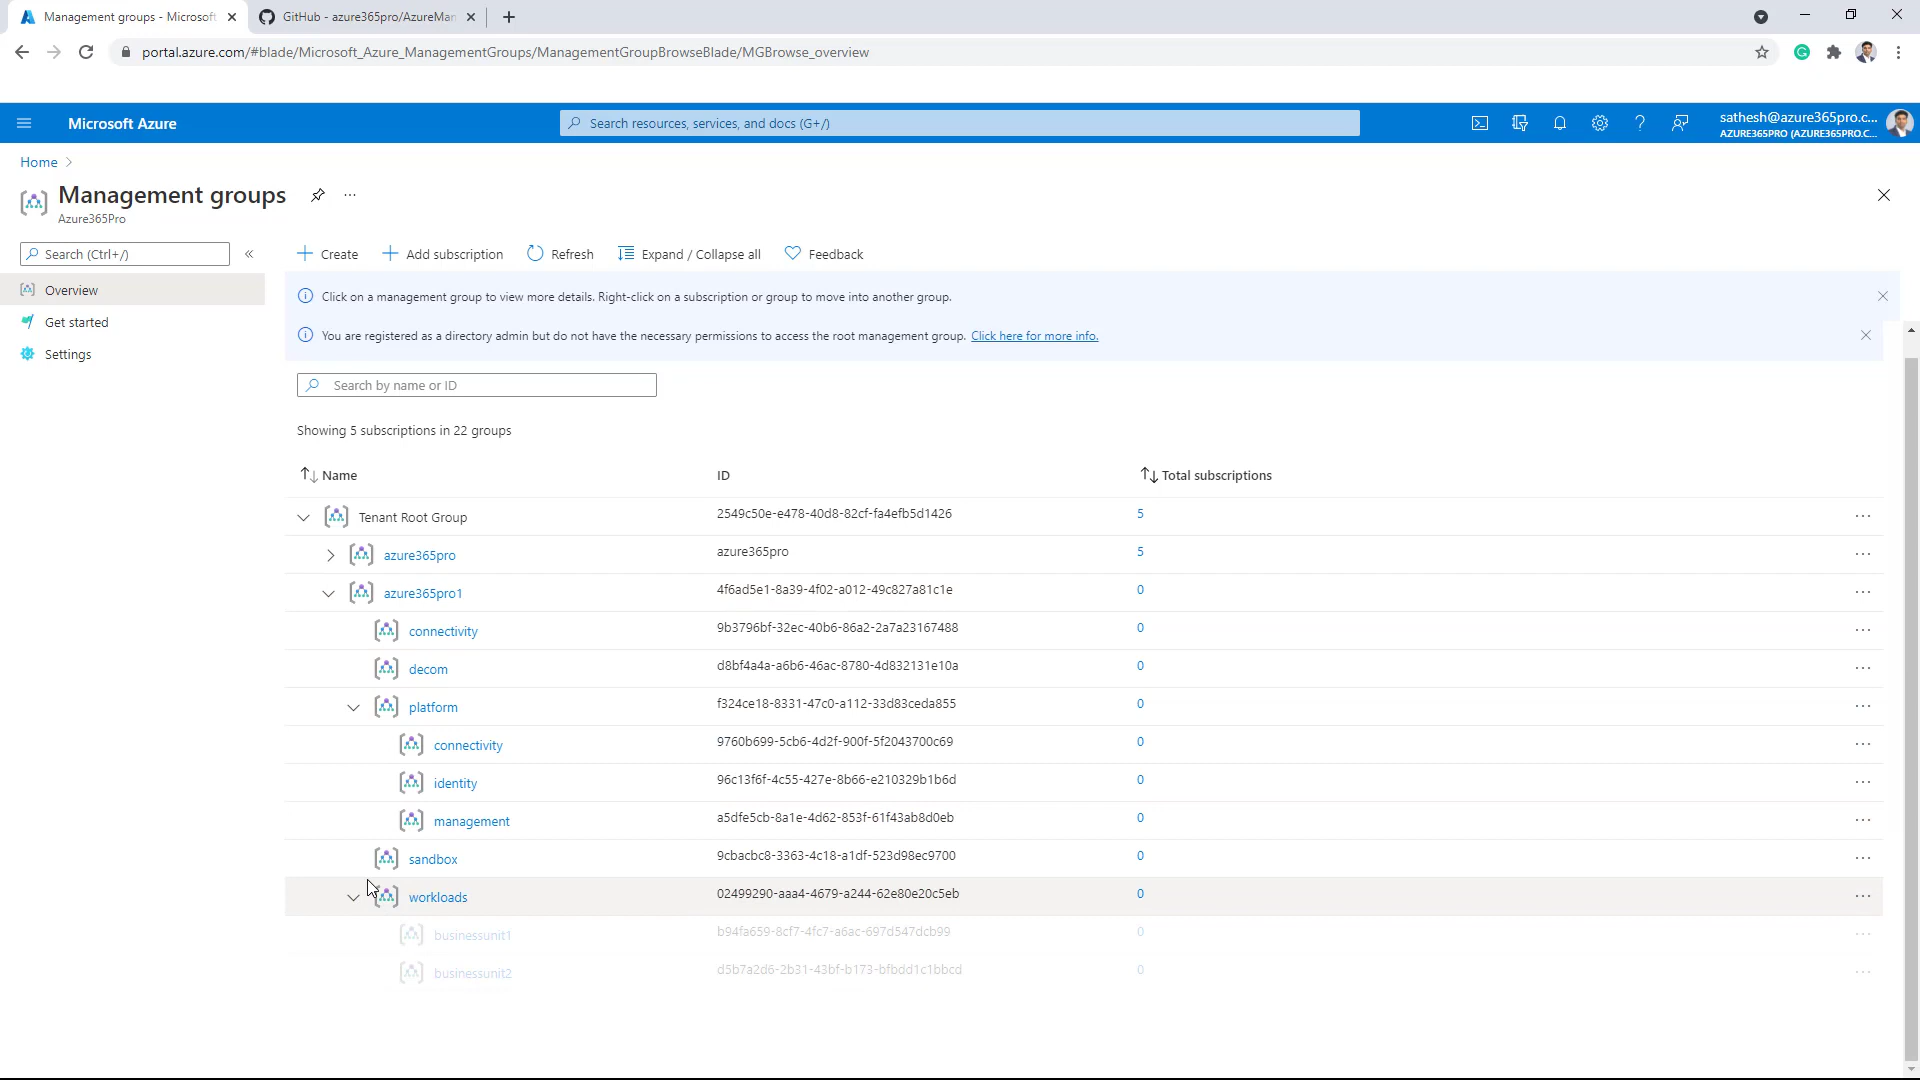 Management groups - Microsoft
GitHub - azure365pro/AzureMan
portal.azure.com/#blade/Microsoft_Azure_ManagementGroups/ManagementGroupBrowseBlade/MGBrowse_overview
Microsoft Azure
Search resources, services, and docs (G+/)
sathesh@azure365pro.c...
AZURE365PRO (AZURE365PRO.C...
Home
Management groups
Azure365Pro
Search (Ctrl+/)
Create
Add subscription
Refresh
Expand / Collapse all
Feedback
Overview
Get started
Settings
Click on a management group to view more details. Right-click on a subscription or group to move into another group.
You are registered as a directory admin but do not have the necessary permissions to access the root management group. Click here for more info.
Search by name or ID
Showing 5 subscriptions in 22 groups
Name ID Total subscriptions
Tenant Root Group 2549c50e-e478-40d8-82cf-fa4efb5d1426 5
azure365pro azure365pro 5
azure365pro1 4f6ad5e1-8a39-4f02-a012-49c827a81c1e 0
connectivity 9b3796bf-32ec-40b6-86a2-2a7a23167488 0
decom d8bf4a4a-a6b6-46ac-8780-4d832131e10a 0
platform f324ce18-8331-47c0-a112-33d83ceda855 0
connectivity 9760b699-5cb6-4d2f-900f-5f2043700c69 0
identity 96c13f6f-4c55-427e-8b66-e210329b1b6d 0
management a5dfe5cb-8a1e-4d62-853f-61f43ab8d0eb 0
sandbox 9cbacbc8-3363-4c18-a1df-523d98ec9700 0
workloads 02499290-aaa4-4679-a244-62e80e20c5eb 0
businessunit1 b94fa659-8cf7-4fc7-a6ac-697d547dcb99 0
businessunit2 d5b7a2d6-2b31-43bf-b173-bfbdd1c1bbcd 0